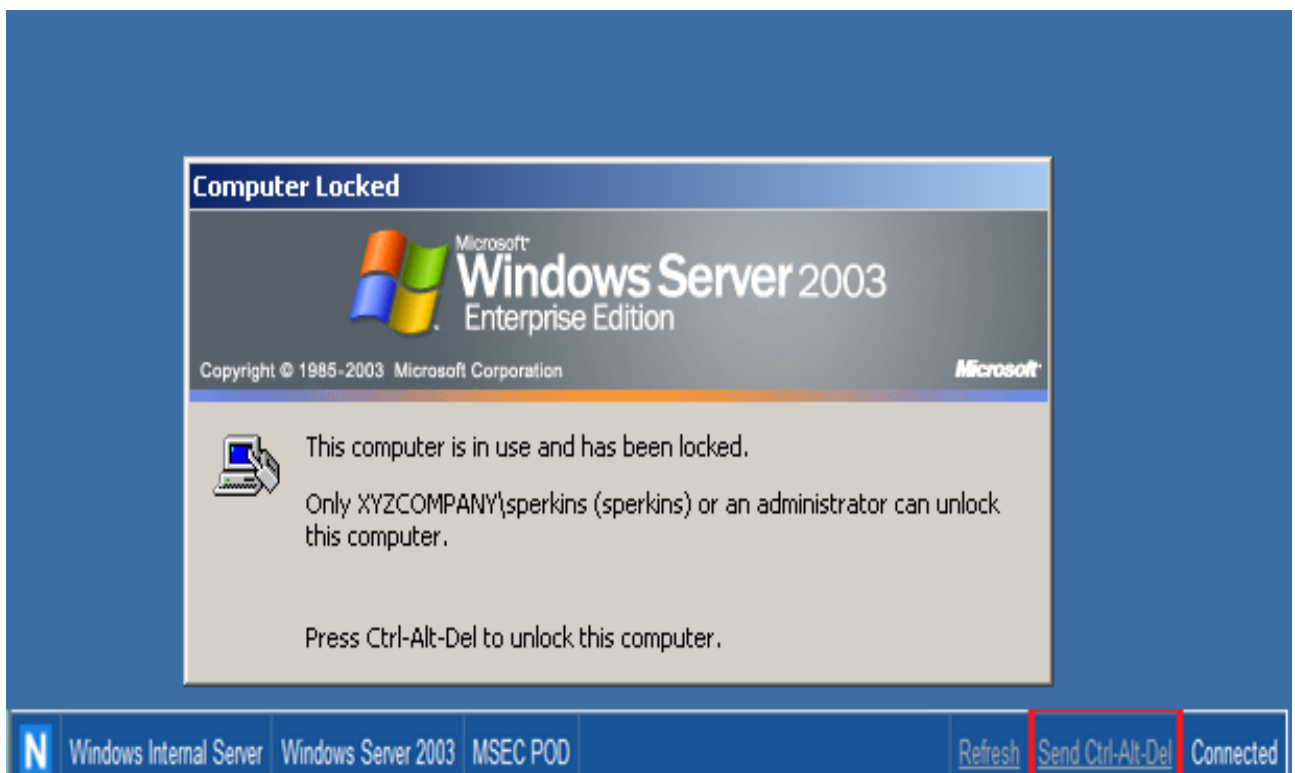 Computer Locked
Microsoft
Windows Server 2003
Enterprise Edition
Copyright © 1985-2003 Microsoft Corporation
Microsoft
This computer is in use and has been locked.
Only XYZCOMPANY\sperkins (sperkins) or an administrator can unlock
this computer.
Press Ctrl-Alt-Del to unlock this computer.
N Windows Internal Server Windows Server 2003 MSEC POD Refresh Send Ctrl-Alt-Del Connected